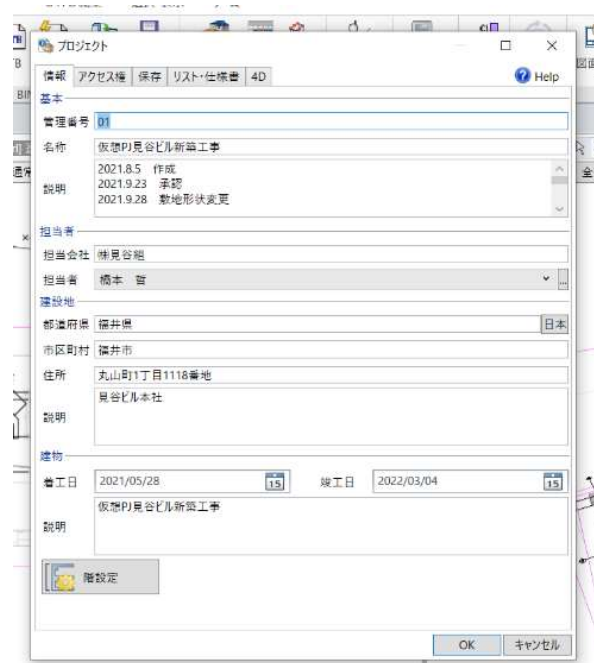 プロジェクト
情報 アクセス権 保存 リスト・仕様書 4D
Help
基本
管理番号 01
名称 仮想PJ見谷ビル新築工事
説明
2021.8.5 作成
2021.9.23 承認
2021.9.28 敷地形状変更
担当者
担当会社 ㈱見谷組
担当者 橋本 哲
...
建設地
都道府県 福井県
日本
市区町村 福井市
住所 丸山町1丁目1118番地
説明
見谷ビル本社
建物
着工日 2021/05/28 15 竣工日 2022/03/04 15
説明
仮想PJ見谷ビル新築工事
階設定
OK キャンセル